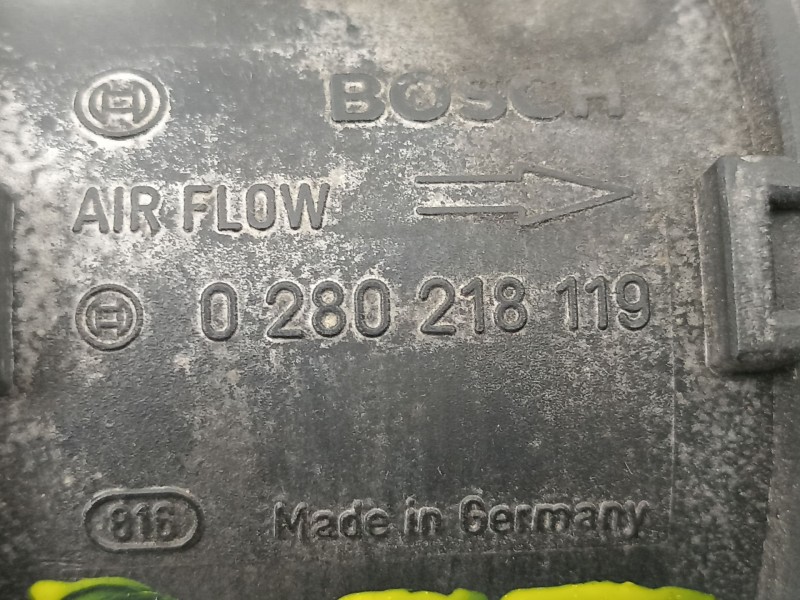 BOSCH
AIR FLOW
0 280 218 119
816
Made in Germany